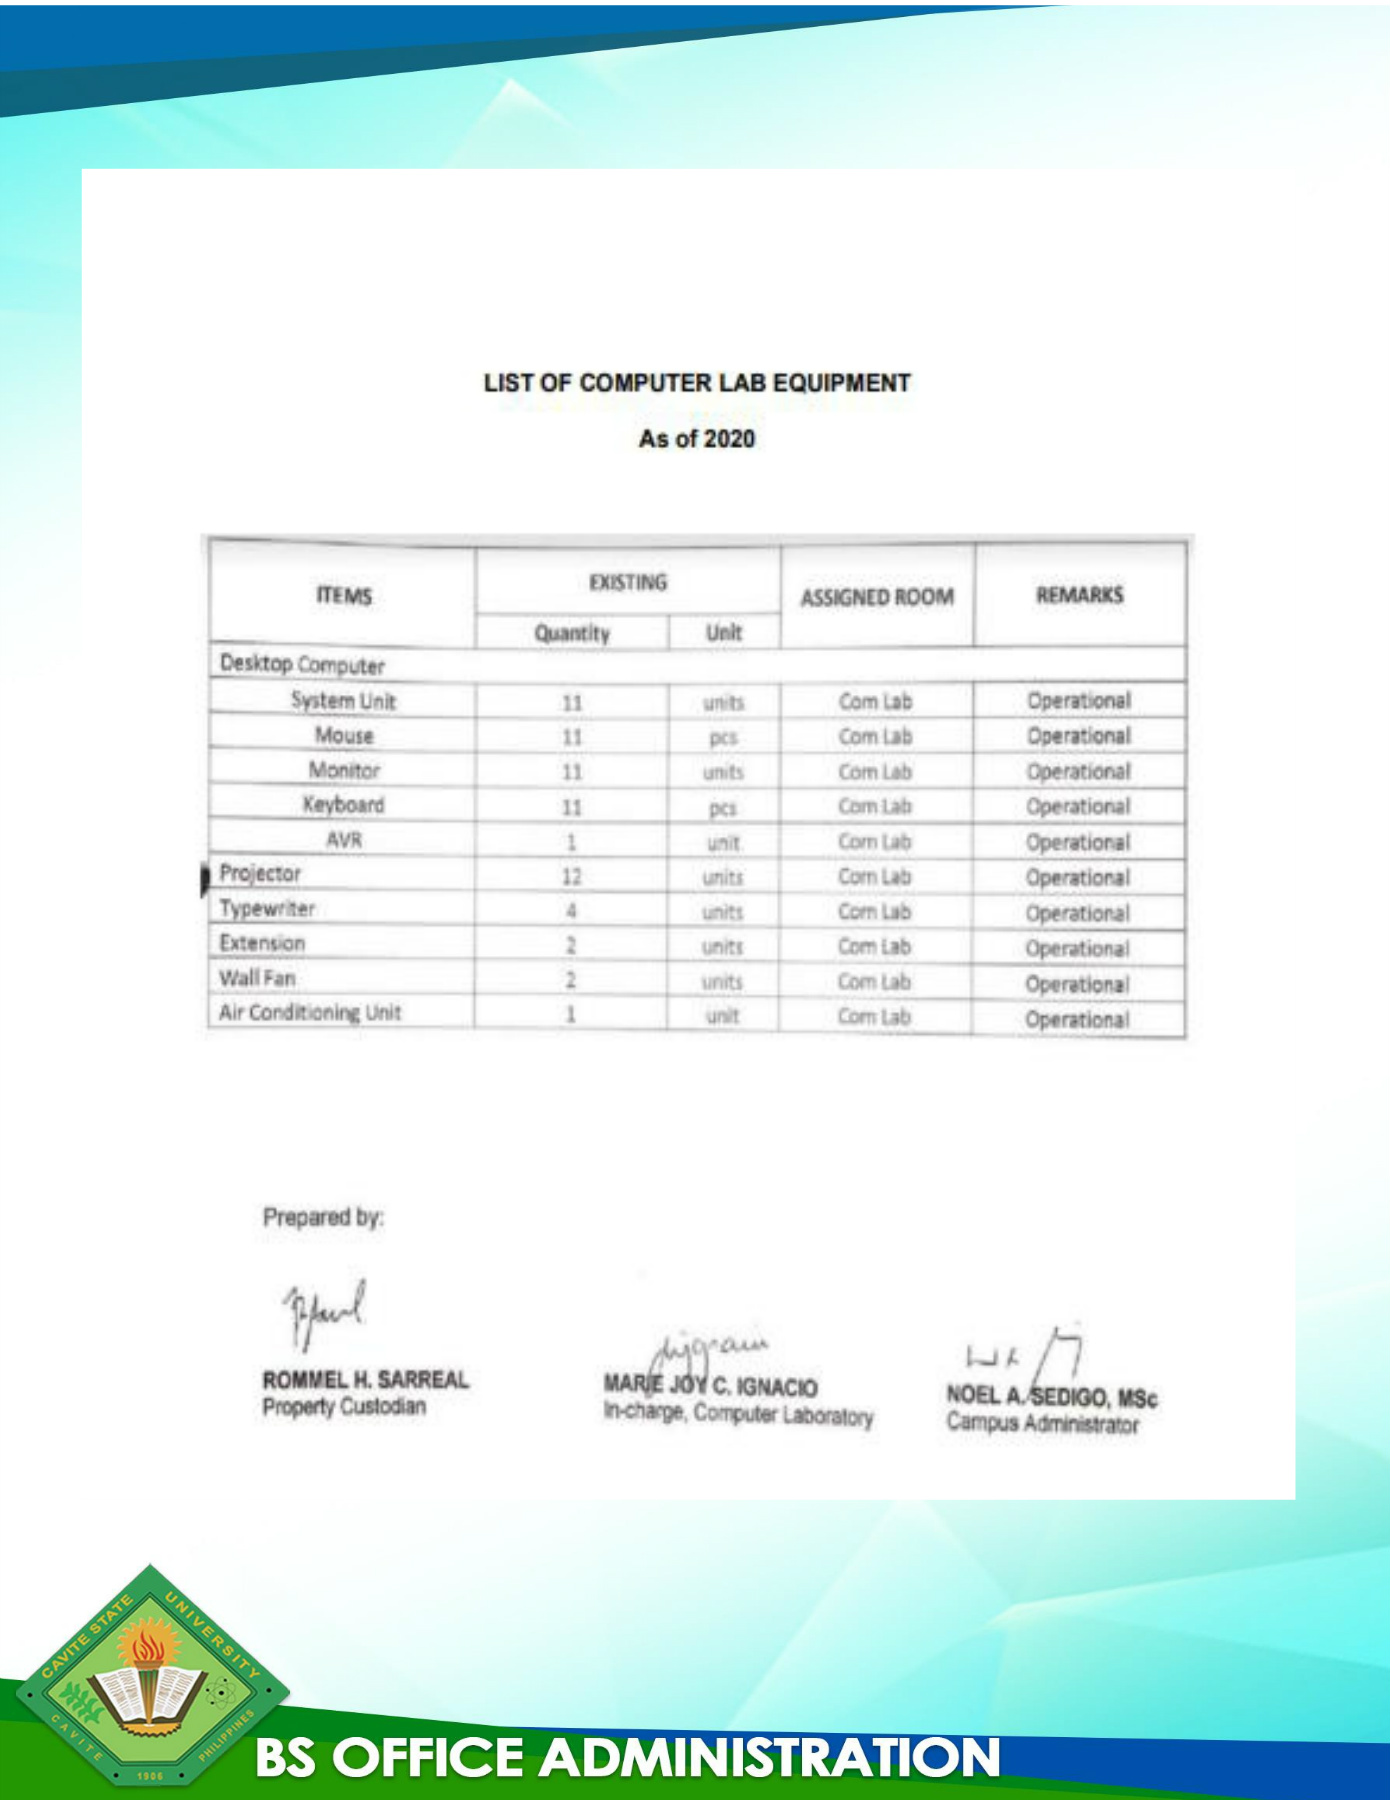 LIST OF COMPUTER LAB EQUIPMENT
As of 2020
ITEMS EXISTING ASSIGNED ROOM REMARKS
Quantity Unit
Desktop Computer
System Unit 11 units Com Lab Operational
Mouse 11 pcs Com Lab Operational
Monitor 11 units Com Lab Operational
Keyboard 11 pcs Com Lab Operational
AVR 1 unit Com Lab Operational
Projector 12 units Com Lab Operational
Typewriter 4 units Com Lab Operational
Extension 2 units Com Lab Operational
Wall Fan 2 units Com Lab Operational
Air Conditioning Unit 1 unit Com Lab Operational
Prepared by:
ROMMEL H. SARREAL MARIE JOY C. IGNACIO NOEL A. SEDIGO, MSc
Property Custodian In-charge, Computer Laboratory Campus Administrator
CAVITE STATE UNIVERSITY
CAVITE PHILIPPINES
1906
BS OFFICE ADMINISTRATION